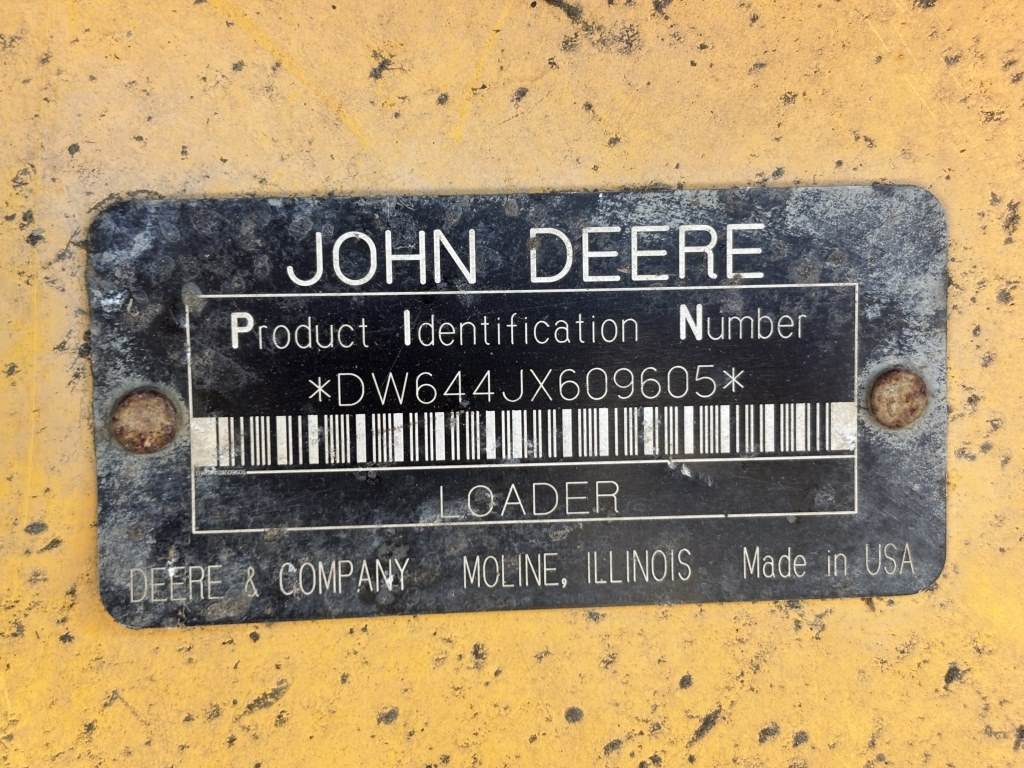 JOHN DEERE
Product Identification Number
*DW644JX609605*
LOADER
DEERE & COMPANY MOLINE, ILLINOIS Made in USA